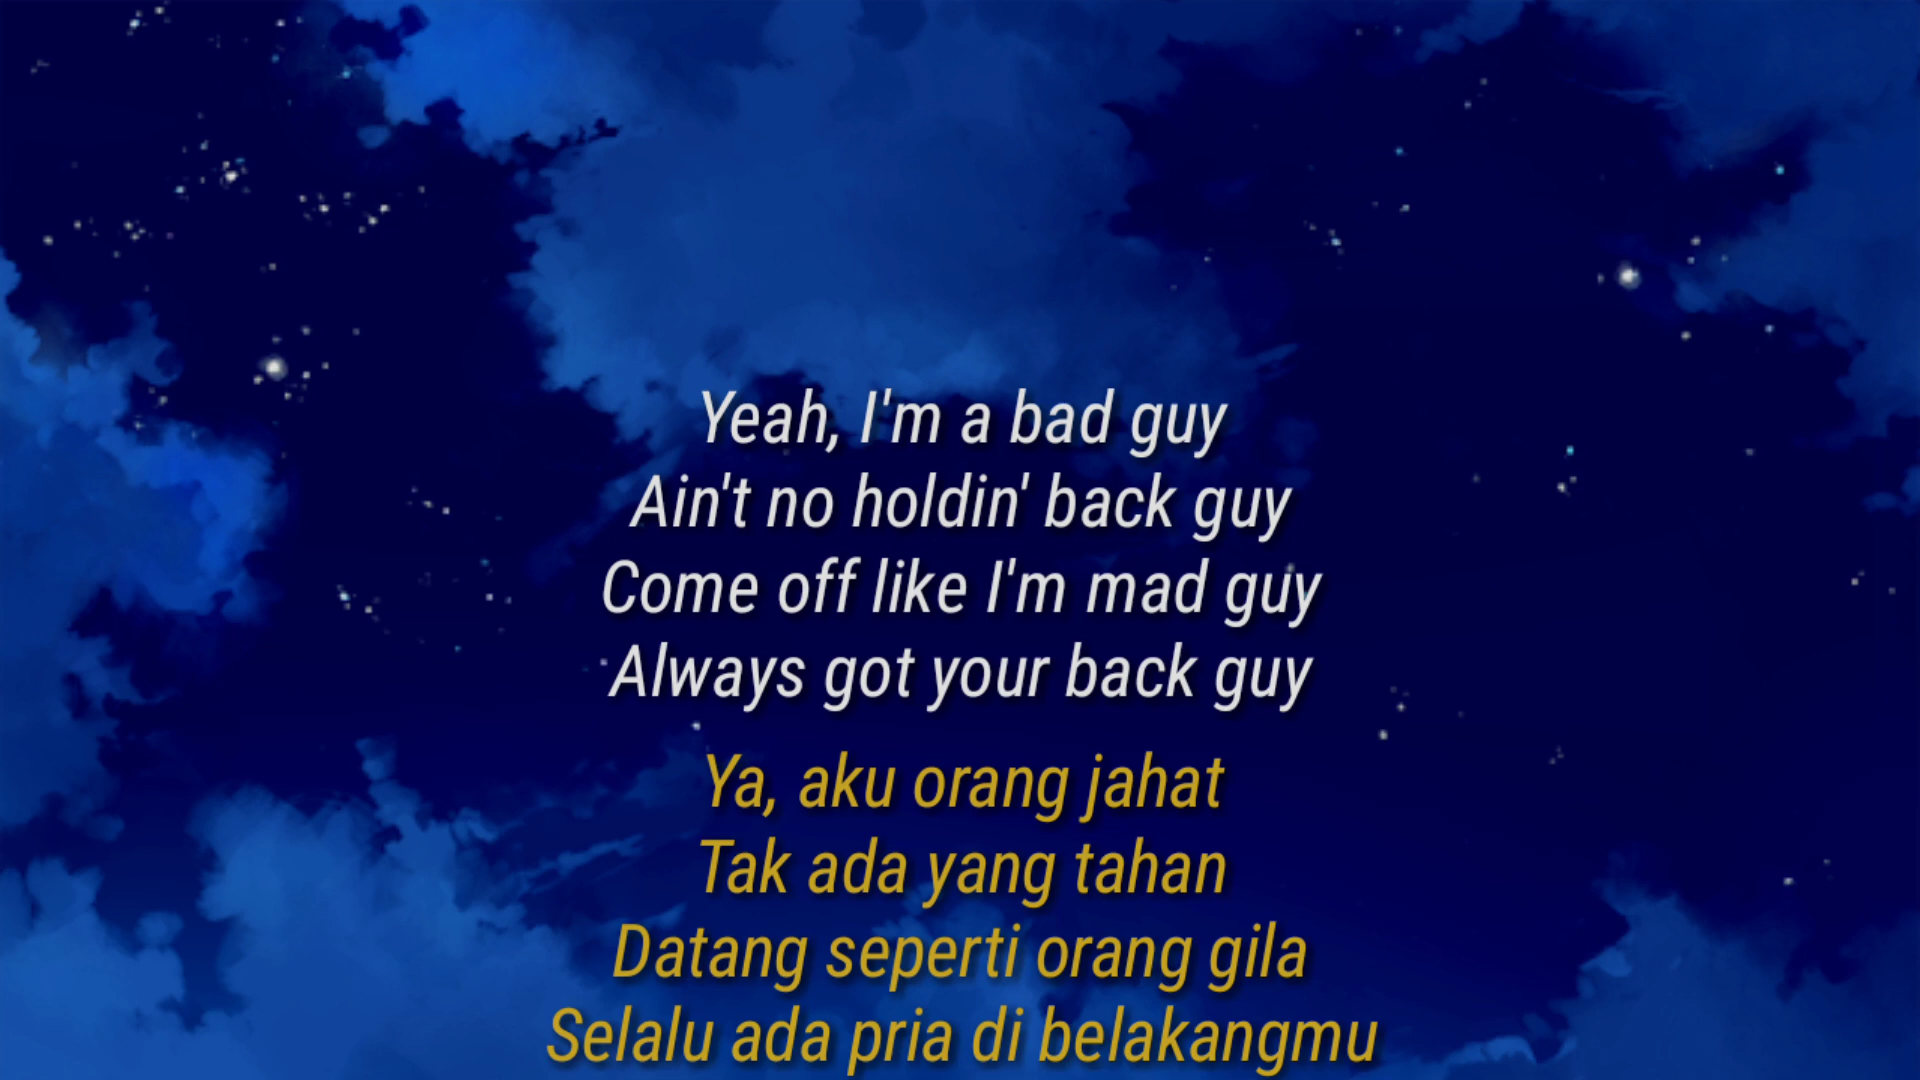 Yeah, I'm a bad guy
Ain't no holdin' back guy
Come off like I'm mad guy
Always got your back guy
Ya, aku orang jahat
Tak ada yang tahan
Datang seperti orang gila
Selalu ada pria di belakangmu